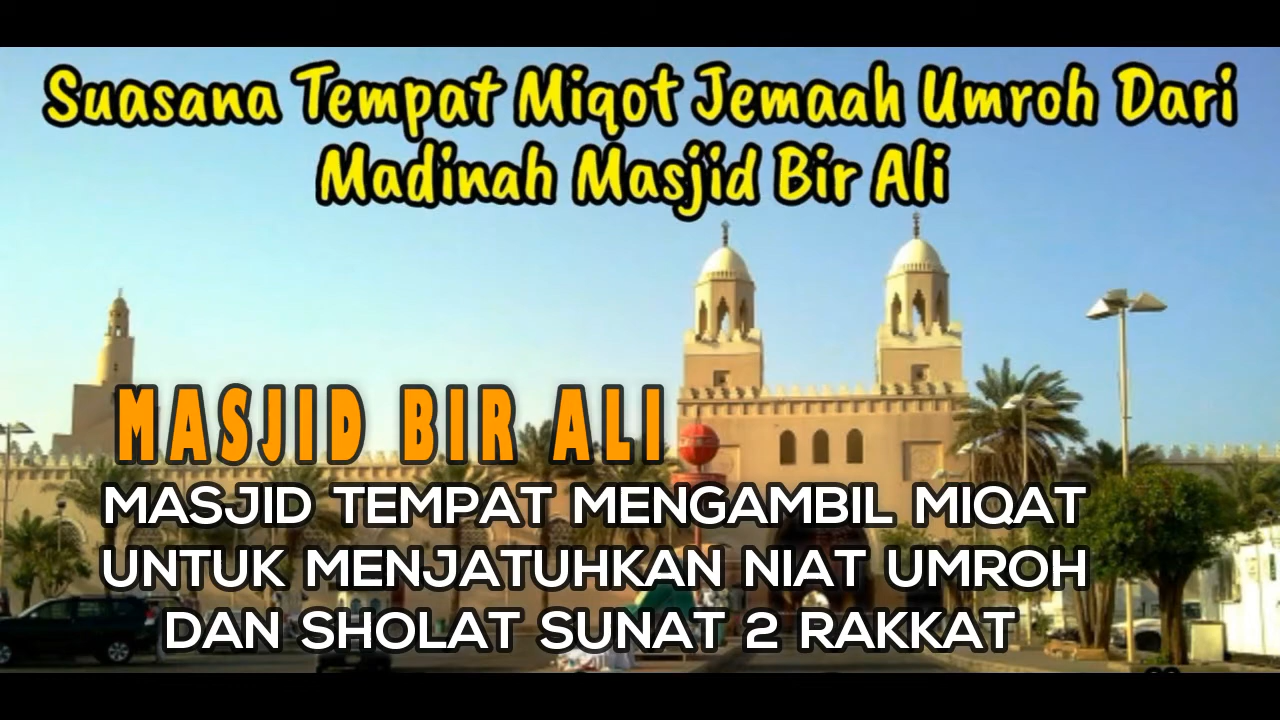 Suasana Tempat Miqot Jemaah Umroh Dari
Madinah Masjid Bir Ali
MASJID BIR ALI
MASJID TEMPAT MENGAMBIL MIQAT
UNTUK MENJATUHKAN NIAT UMROH
DAN SHOLAT SUNAT 2 RAKKAT